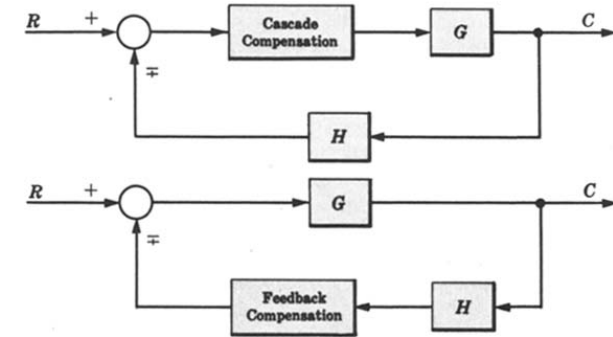 R + Cascade Compensation G C
∓
H
R + G C
∓
Feedback Compensation H